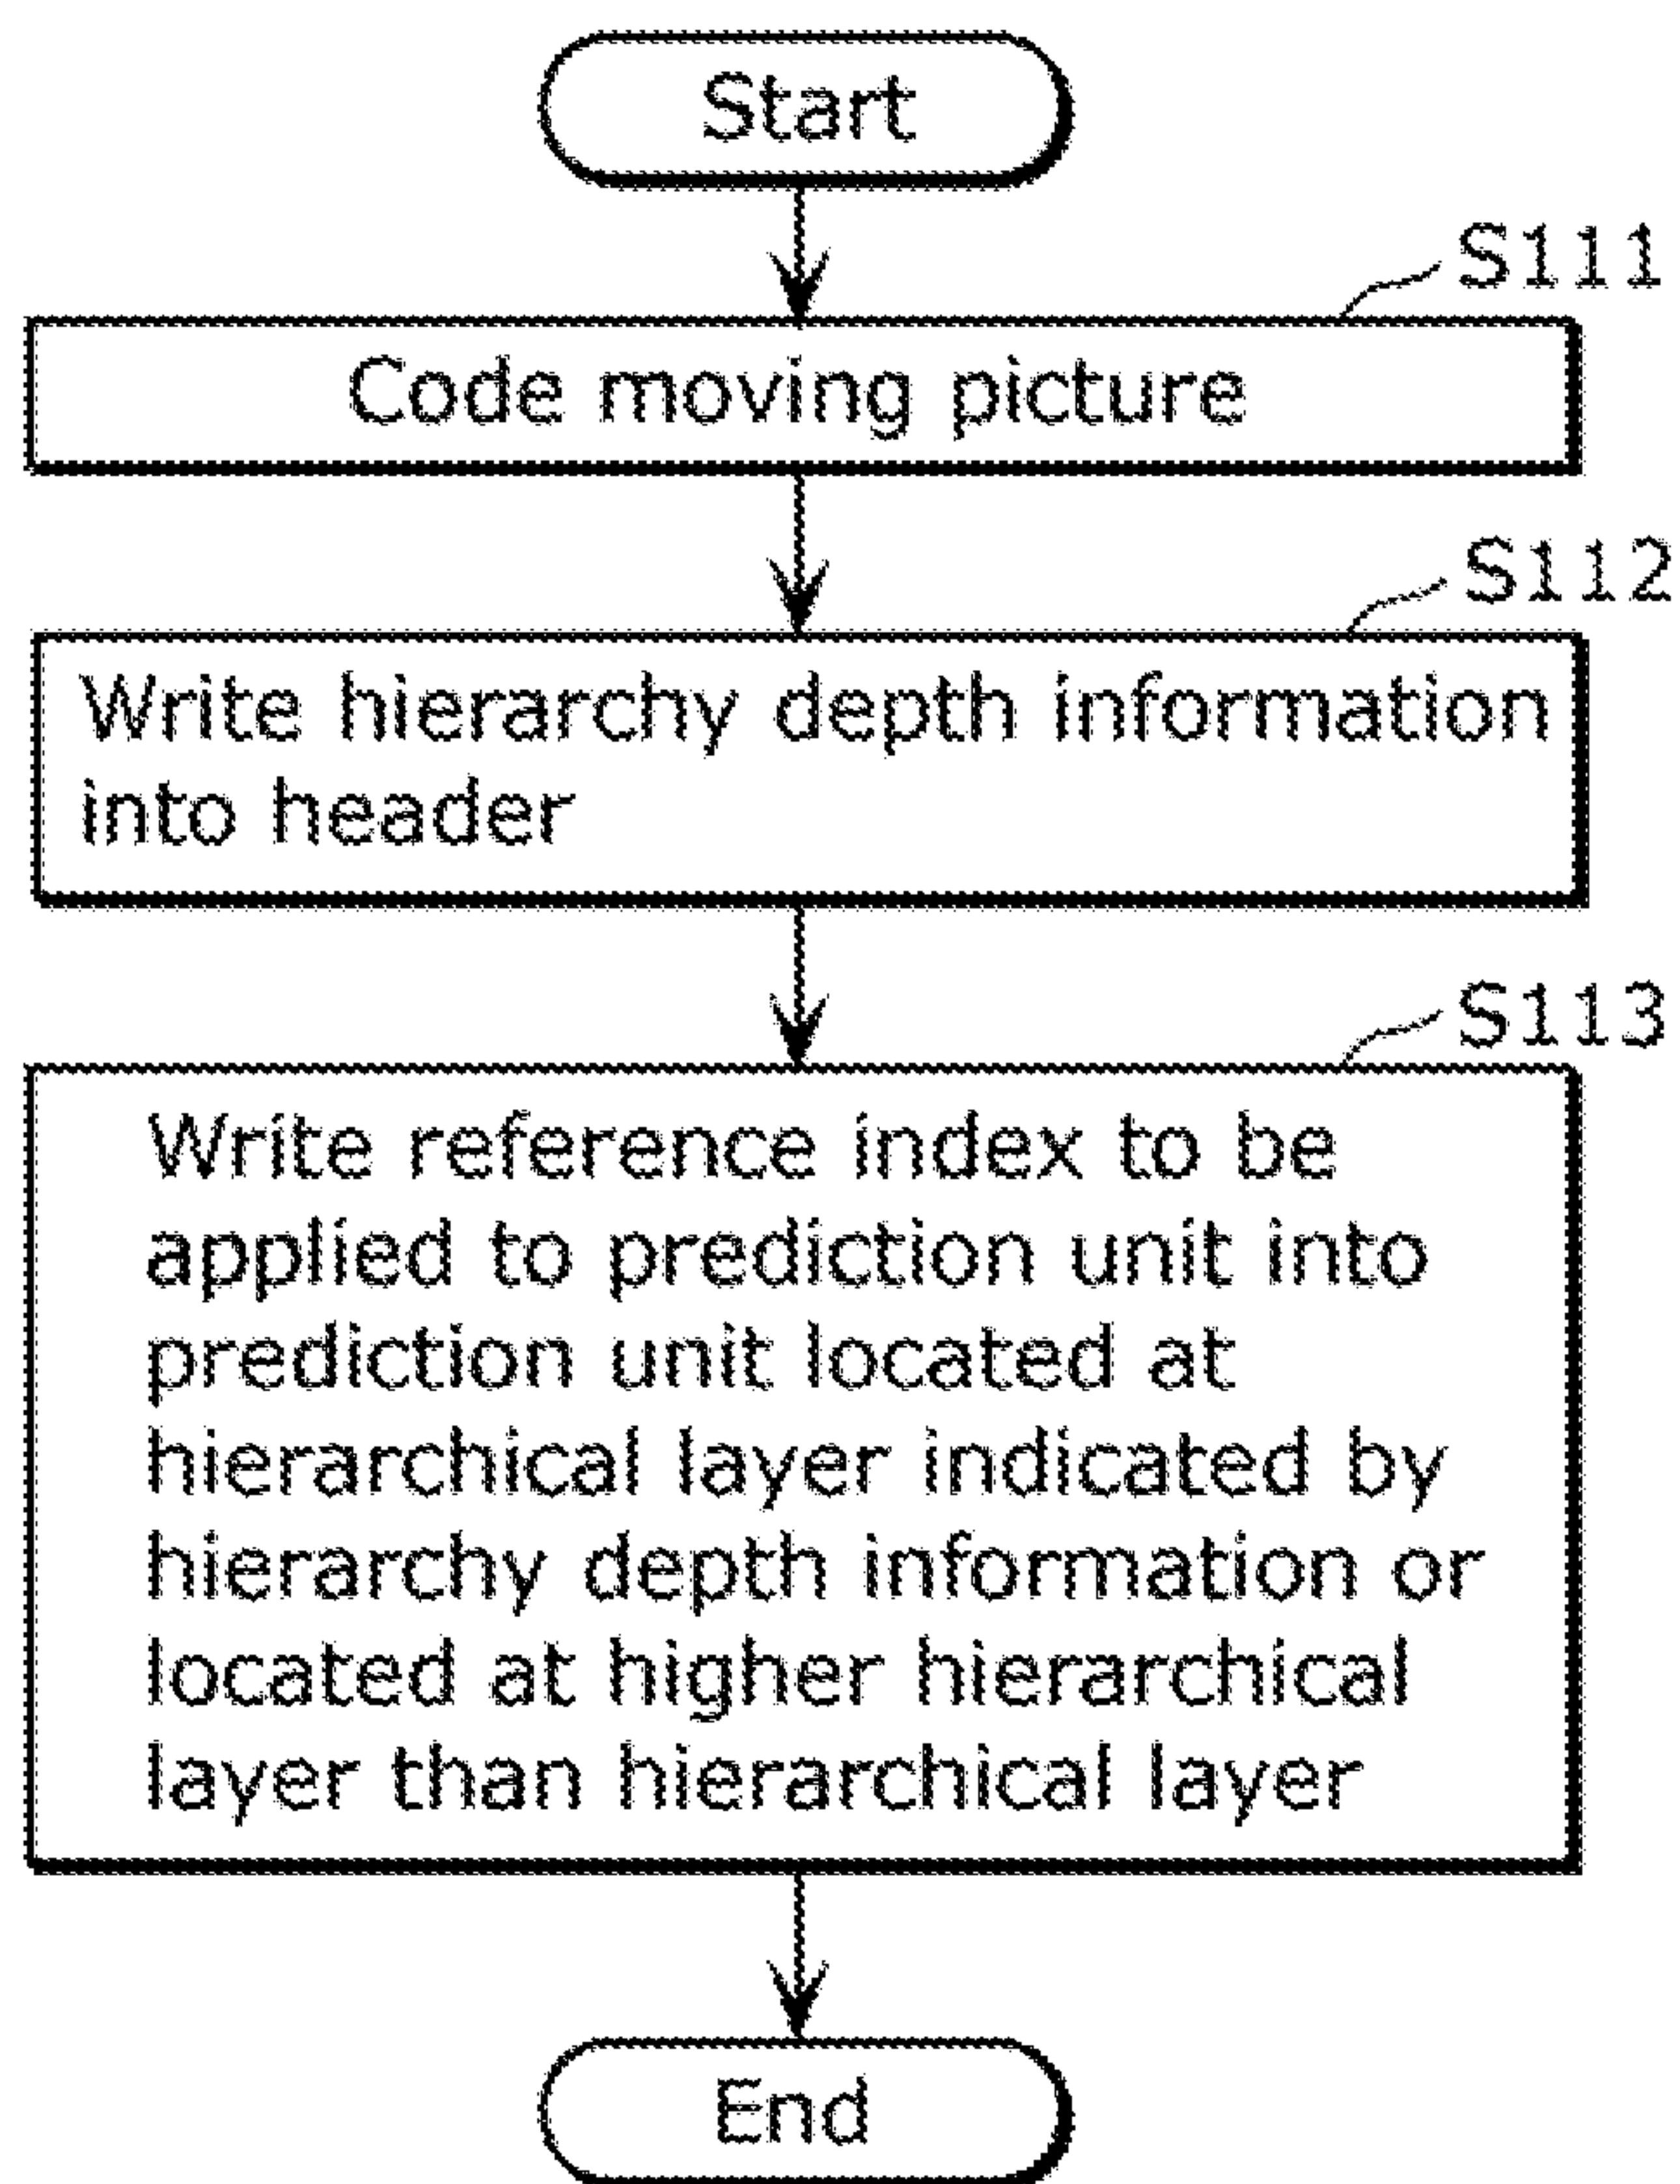 Start
S111
Code moving picture
S112
Write hierarchy depth information
into header
S113
Write reference index to be
applied to prediction unit into
prediction unit located at
hierarchical layer indicated by
hierarchy depth information or
located at higher hierarchical
layer than hierarchical layer
End